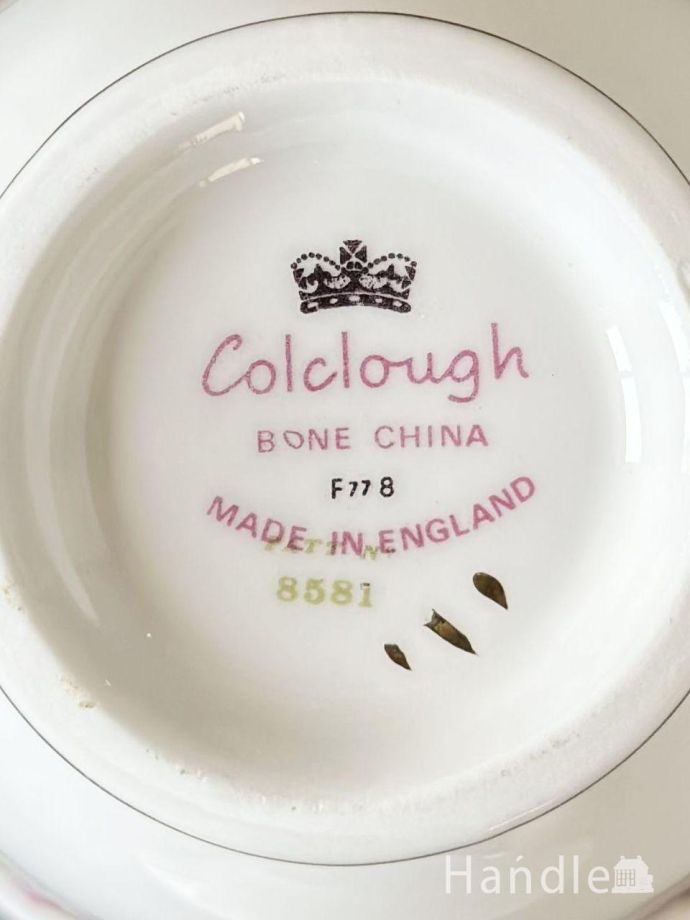 Colclough
BONE CHINA
F778
MADE IN ENGLAND
8581
Handle